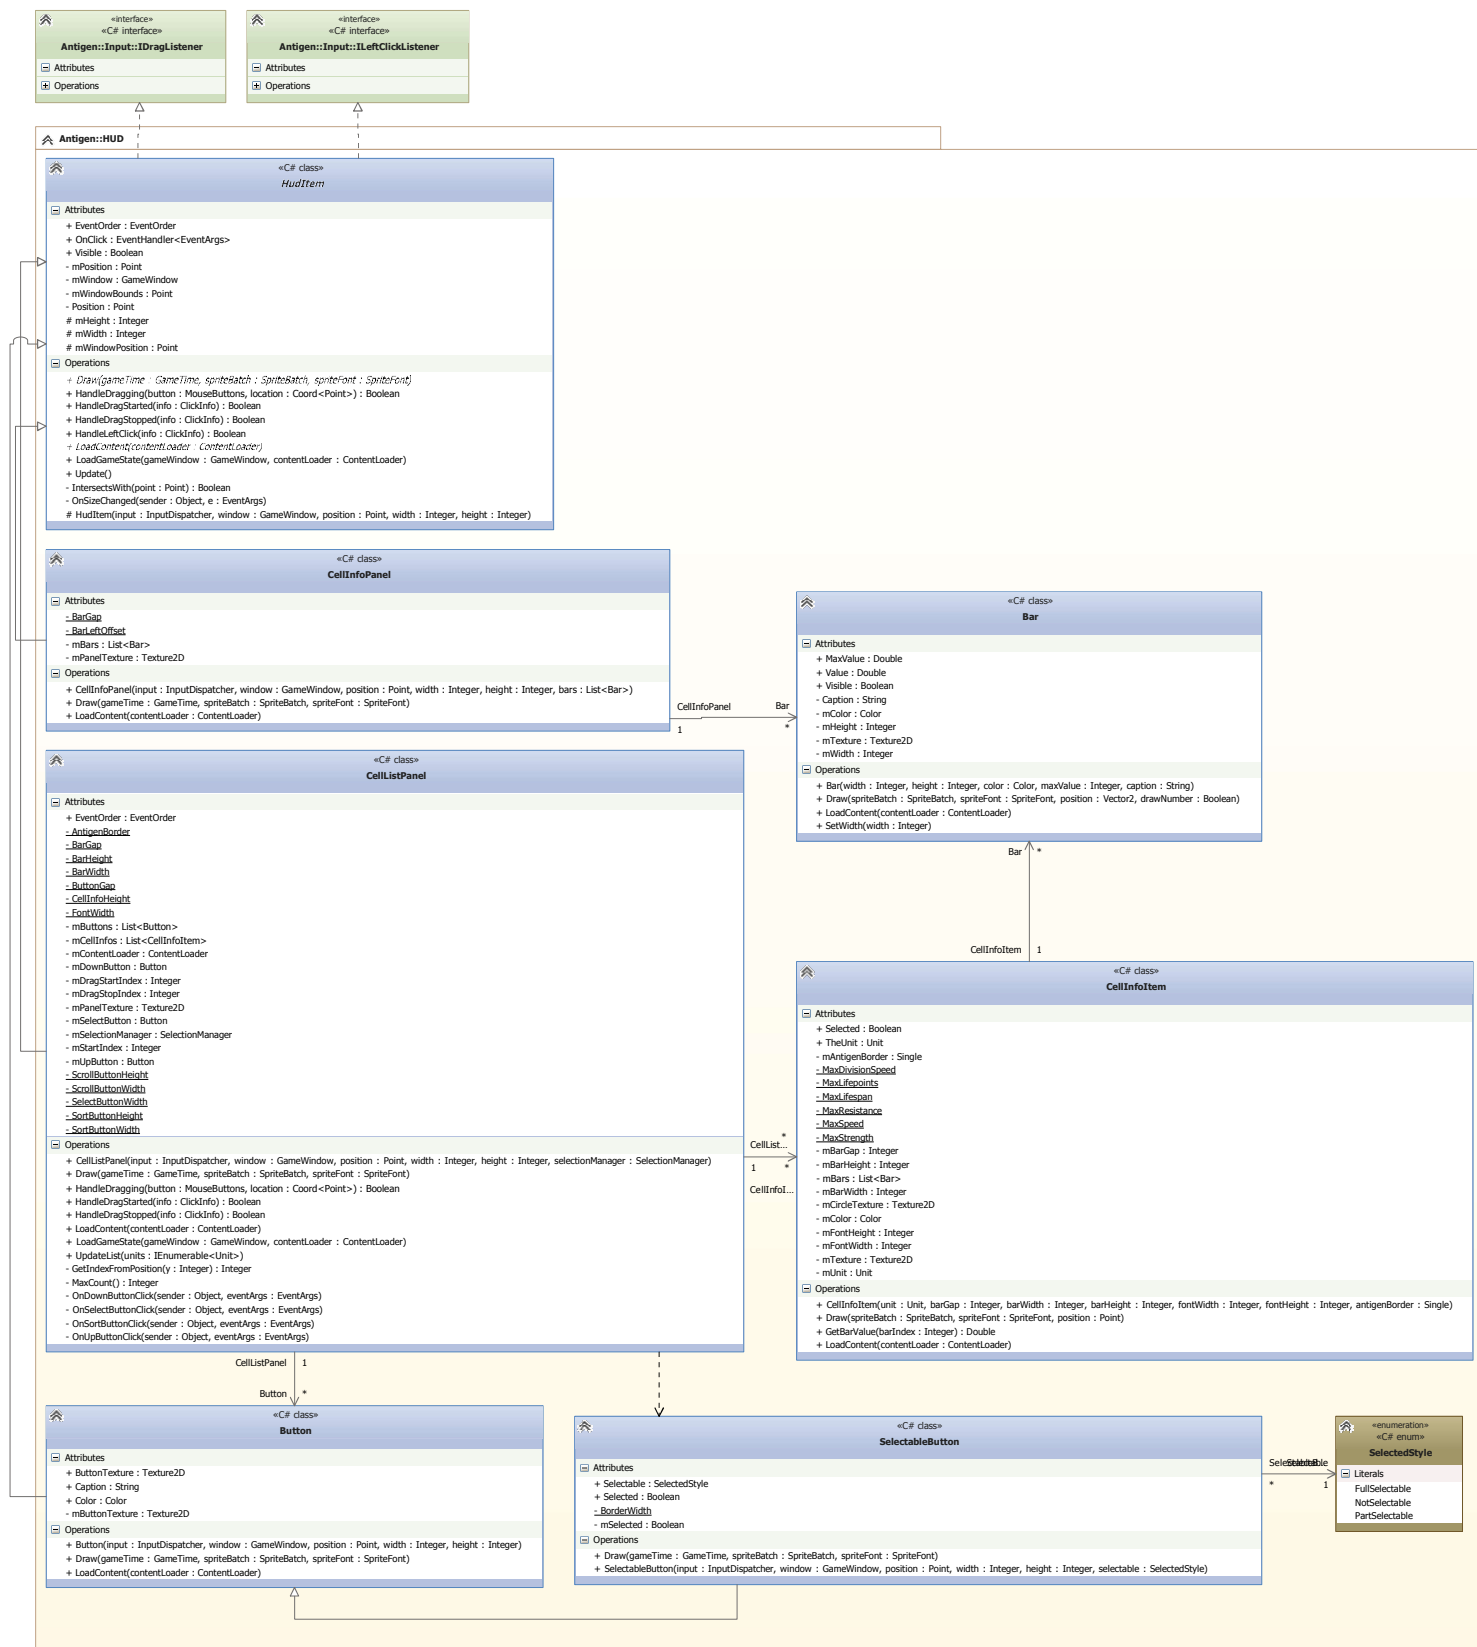 «interface»
«C# interface»
Antigen::Input::IDragListener
Attributes
Operations
«interface»
«C# interface»
Antigen::Input::ILeftClickListener
Attributes
Operations
Antigen::HUD
«C# class»
HudItem
Attributes
+ EventOrder : EventOrder
+ OnClick : EventHandler<EventArgs>
+ Visible : Boolean
- mPosition : Point
- mWindow : GameWindow
- mWindowBounds : Point
- Position : Point
# mHeight : Integer
# mWidth : Integer
# mWindowPosition : Point
Operations
+ Draw(gameTime : GameTime, spriteBatch : SpriteBatch, spriteFont : SpriteFont)
+ HandleDragging(button : MouseButtons, location : Coord<Point>) : Boolean
+ HandleDragStarted(info : ClickInfo) : Boolean
+ HandleDragStopped(info : ClickInfo) : Boolean
+ HandleLeftClick(info : ClickInfo) : Boolean
+ LoadContent(contentLoader : ContentLoader)
+ LoadGameState(gameWindow : GameWindow, contentLoader : ContentLoader)
+ Update()
- IntersectsWith(point : Point) : Boolean
- OnSizeChanged(sender : Object, e : EventArgs)
# HudItem(input : InputDispatcher, window : GameWindow, position : Point, width : Integer, height : Integer)
«C# class»
CellInfoPanel
Attributes
- BarGap
- BarLeftOffset
- mBars : List<Bar>
- mPanelTexture : Texture2D
Operations
+ CellInfoPanel(input : InputDispatcher, window : GameWindow, position : Point, width : Integer, height : Integer, bars : List<Bar>)
+ Draw(gameTime : GameTime, spriteBatch : SpriteBatch, spriteFont : SpriteFont)
+ LoadContent(contentLoader : ContentLoader)
CellInfoPanel
1
Bar
*
«C# class»
Bar
Attributes
+ MaxValue : Double
+ Value : Double
+ Visible : Boolean
- Caption : String
- mColor : Color
- mHeight : Integer
- mTexture : Texture2D
- mWidth : Integer
Operations
+ Bar(width : Integer, height : Integer, color : Color, maxValue : Integer, caption : String)
+ Draw(spriteBatch : SpriteBatch, spriteFont : SpriteFont, position : Vector2, drawNumber : Boolean)
+ LoadContent(contentLoader : ContentLoader)
+ SetWidth(width : Integer)
Bar
*
CellInfoItem
1
«C# class»
CellListPanel
Attributes
+ EventOrder : EventOrder
- AntigenBorder
- BarGap
- BarHeight
- BarWidth
- ButtonGap
- CellInfoHeight
- FontWidth
- mButtons : List<Button>
- mCellInfos : List<CellInfoItem>
- mContentLoader : ContentLoader
- mDownButton : Button
- mDragStartIndex : Integer
- mDragStopIndex : Integer
- mPanelTexture : Texture2D
- mSelectButton : Button
- mSelectionManager : SelectionManager
- mStartIndex : Integer
- mUpButton : Button
- ScrollButtonHeight
- ScrollButtonWidth
- SelectButtonWidth
- SortButtonHeight
- SortButtonWidth
Operations
+ CellListPanel(input : InputDispatcher, window : GameWindow, position : Point, width : Integer, height : Integer, selectionManager : SelectionManager)
+ Draw(gameTime : GameTime, spriteBatch : SpriteBatch, spriteFont : SpriteFont)
+ HandleDragging(button : MouseButtons, location : Coord<Point>) : Boolean
+ HandleDragStarted(info : ClickInfo) : Boolean
+ HandleDragStopped(info : ClickInfo) : Boolean
+ LoadContent(contentLoader : ContentLoader)
+ LoadGameState(gameWindow : GameWindow, contentLoader : ContentLoader)
+ UpdateList(units : IEnumerable<Unit>)
- GetIndexFromPosition(y : Integer) : Integer
- MaxCount() : Integer
- OnDownButtonClick(sender : Object, eventArgs : EventArgs)
- OnSelectButtonClick(sender : Object, eventArgs : EventArgs)
- OnSortButtonClick(sender : Object, eventArgs : EventArgs)
- OnUpButtonClick(sender : Object, eventArgs : EventArgs)
*
CellList...
1
*
CellInfoI...
«C# class»
CellInfoItem
Attributes
+ Selected : Boolean
+ TheUnit : Unit
- mAntigenBorder : Single
- MaxDivisionSpeed
- MaxLifepoints
- MaxLifespan
- MaxResistance
- MaxSpeed
- MaxStrength
- mBarGap : Integer
- mBarHeight : Integer
- mBars : List<Bar>
- mBarWidth : Integer
- mCircleTexture : Texture2D
- mColor : Color
- mFontHeight : Integer
- mFontWidth : Integer
- mTexture : Texture2D
- mUnit : Unit
Operations
+ CellInfoItem(unit : Unit, barGap : Integer, barWidth : Integer, barHeight : Integer, fontWidth : Integer, fontHeight : Integer, antigenBorder : Single)
+ Draw(spriteBatch : SpriteBatch, spriteFont : SpriteFont, position : Point)
+ GetBarValue(barIndex : Integer) : Double
+ LoadContent(contentLoader : ContentLoader)
CellListPanel
1
Button
*
«C# class»
Button
Attributes
+ ButtonTexture : Texture2D
+ Caption : String
+ Color : Color
- mButtonTexture : Texture2D
Operations
+ Button(input : InputDispatcher, window : GameWindow, position : Point, width : Integer, height : Integer)
+ Draw(gameTime : GameTime, spriteBatch : SpriteBatch, spriteFont : SpriteFont)
+ LoadContent(contentLoader : ContentLoader)
«C# class»
SelectableButton
Attributes
+ Selectable : SelectedStyle
+ Selected : Boolean
- BorderWidth
- mSelected : Boolean
Operations
+ Draw(gameTime : GameTime, spriteBatch : SpriteBatch, spriteFont : SpriteFont)
+ SelectableButton(input : InputDispatcher, window : GameWindow, position : Point, width : Integer, height : Integer, selectable : SelectedStyle)
*
1
«enumeration»
«C# enum»
SelectedStyle
Literals
FullSelectable
NotSelectable
PartSelectable